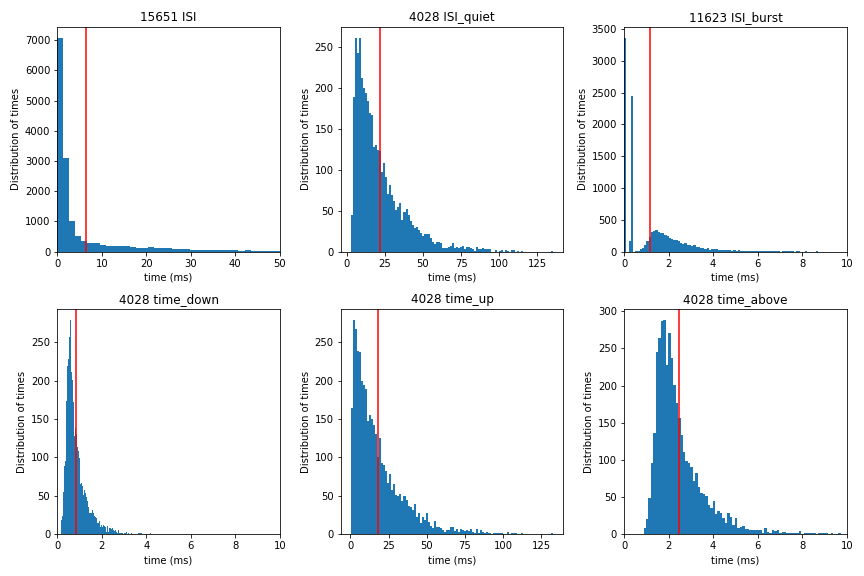 15651 ISI
Distribution of times
7000
6000
5000
4000
3000
2000
1000
0
0 10 20 30 40 50
time (ms)
4028 ISI_quiet
Distribution of times
250
200
150
100
50
0
0 25 50 75 100 125
time (ms)
11623 ISI_burst
Distribution of times
3500
3000
2500
2000
1500
1000
500
0
0 2 4 6 8 10
time (ms)
4028 time_down
Distribution of times
250
200
150
100
50
0
0 2 4 6 8 10
time (ms)
4028 time_up
Distribution of times
250
200
150
100
50
0
0 25 50 75 100 125
time (ms)
4028 time_above
Distribution of times
300
250
200
150
100
50
0
0 2 4 6 8 10
time (ms)